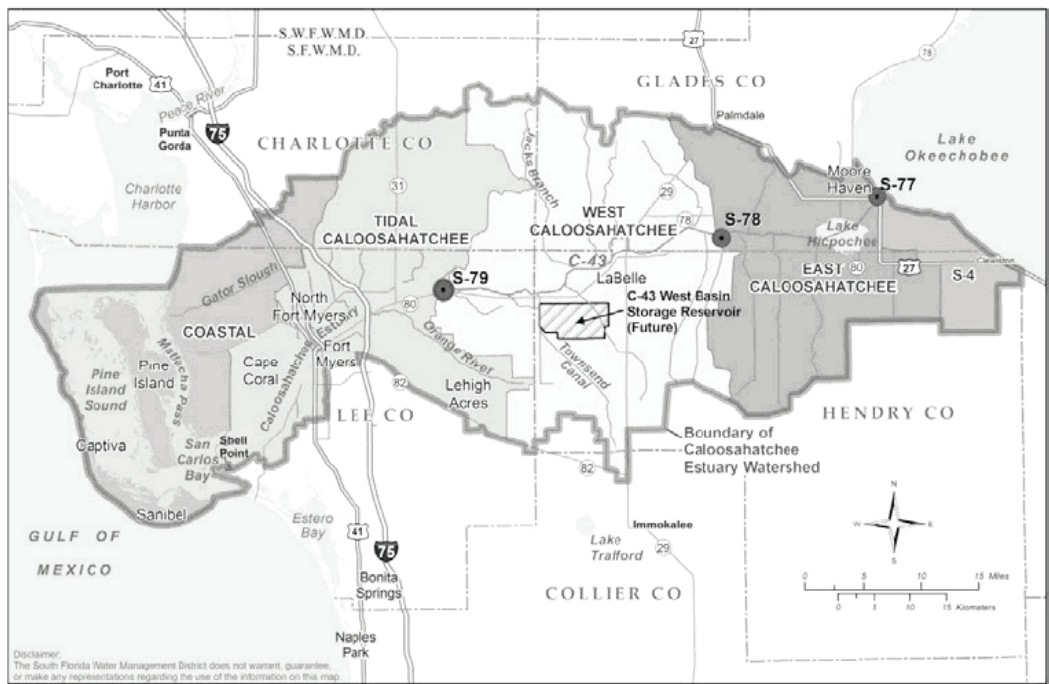 S.W.F.W.M.D.
S.F.W.M.D.
27
78
Port
Charlotte
41
GLADES CO
Peace River
Palmdale
75
Punta
Gorda
CHARLOTTE CO
Lake
Okeechobee
Jacks Branch
Moore
Haven
S-77
Charlotte
Harbor
31
29
TIDAL
CALOOSAHATCHEE
WEST
CALOOSAHATCHEE
78
S-78
Lake
Hicpochee
C-43
LaBelle
EAST
CALOOSAHATCHEE
80
27
Clewiston
S-4
Gator Slough
S-79
North
Fort Myers
80
C-43 West Basin
Storage Reservoir
(Future)
COASTAL
Caloosahatchee Estuary
Fort
Myers
Orange River
Townsend
Canal
Matlacha Pass
Pine
Island
Pine
Island
Sound
Cape
Coral
82
Lehigh
Acres
LEE CO
HENDRY CO
Captiva
San
Carlos
Bay
Shell
Point
Boundary of
Caloosahatchee
Estuary Watershed
82
Sanibel
Estero
Bay
41
Immokalee
Lake
Trafford
29
N
W
E
S
GULF OF
MEXICO
75
Bonita
Springs
COLLIER CO
0 5 10 15 Miles
0 5 10 15 Kilometers
Naples
Park
Disclaimer:
The South Florida Water Management District does not warrant, guarantee,
or make any representations regarding the use of the information on this map.